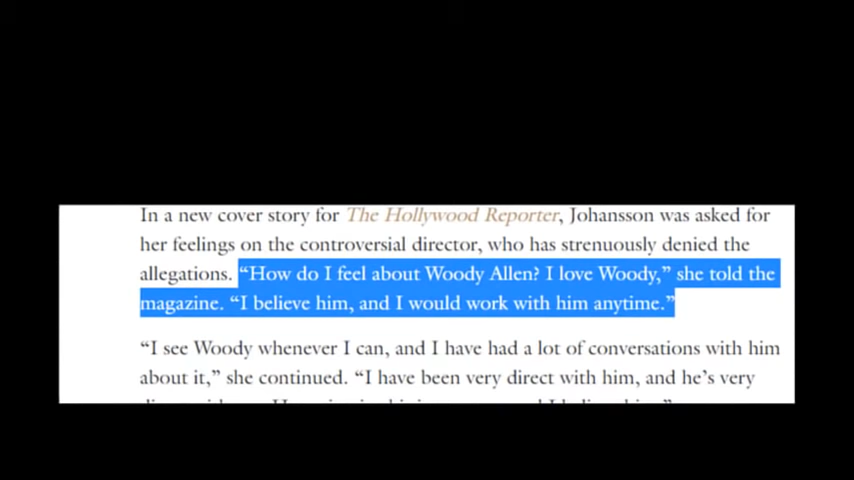 In a new cover story for The Hollywood Reporter, Johansson was asked for
her feelings on the controversial director, who has strenuously denied the
allegations. “How do I feel about Woody Allen? I love Woody,” she told the
magazine. “I believe him, and I would work with him anytime.”
“I see Woody whenever I can, and I have had a lot of conversations with him
about it,” she continued. “I have been very direct with him, and he’s very